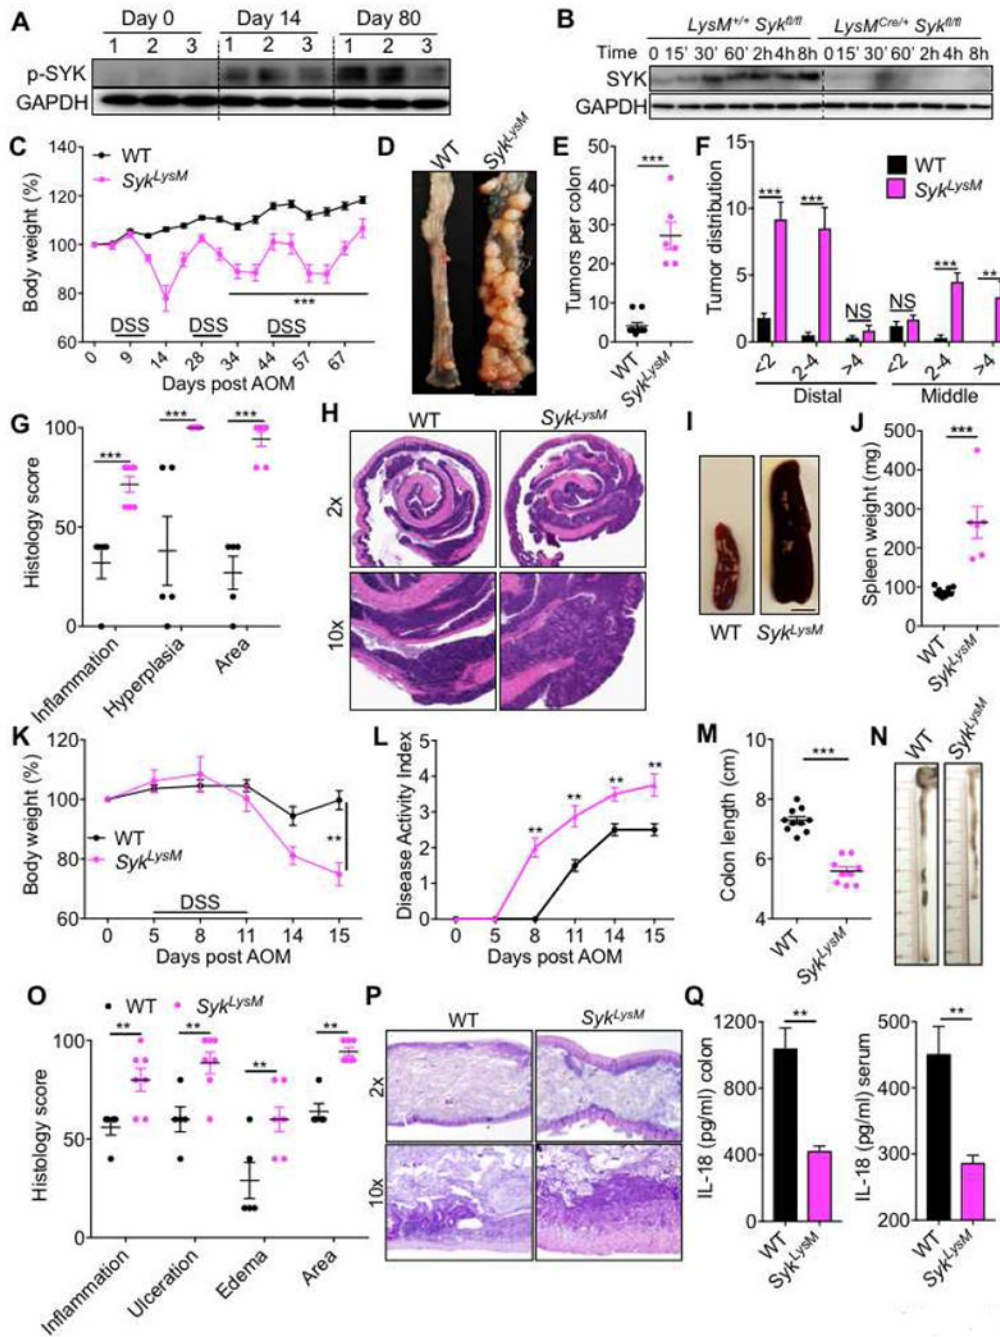 A
Day 0 Day 14 Day 80
1 2 3 1 2 3 1 2 3
p-SYK
GAPDH
B
LysM+/+ Sykfl/fl LysMCre/+ Sykfl/fl
Time 0 15' 30' 60' 2h 4h 8h 0 15' 30' 60' 2h 4h 8h
SYK
GAPDH
C
Body weight (%)
140
120
100
80
60
WT
SykLysM
***
DSS DSS DSS
0 9 14 28 34 44 57 67
Days post AOM
D
WT SykLysM
E
Tumors per colon
50
40
30
20
10
0
***
WT SykLysM
F
Tumor distribution
15
10
5
0
WT
SykLysM
*** *** NS NS *** **
<2 2-4 >4 <2 2-4 >4
Distal Middle
G
Histology score
100
50
0
*** *** ***
Inflammation Hyperplasia Area
H
WT SykLysM
2x
10x
I
WT SykLysM
J
Spleen weight (mg)
500
400
300
200
100
0
***
WT SykLysM
K
Body weight (%)
120
100
80
60
WT
SykLysM
**
DSS
0 5 8 11 14 15
Days post AOM
L
Disease Activity Index
5
4
3
2
1
0
** ** ** **
0 5 8 11 14 15
Days post AOM
M
Colon length (cm)
10
8
6
4
***
WT SykLysM
N
WT SykLysM
O
WT SykLysM
Histology score
100
50
0
** ** ** **
Inflammation Ulceration Edema Area
P
WT SykLysM
2x
10x
Q
IL-18 (pg/ml) colon
1200
800
400
0
**
WT SykLysM
IL-18 (pg/ml) serum
500
400
300
200
**
WT SykLysM